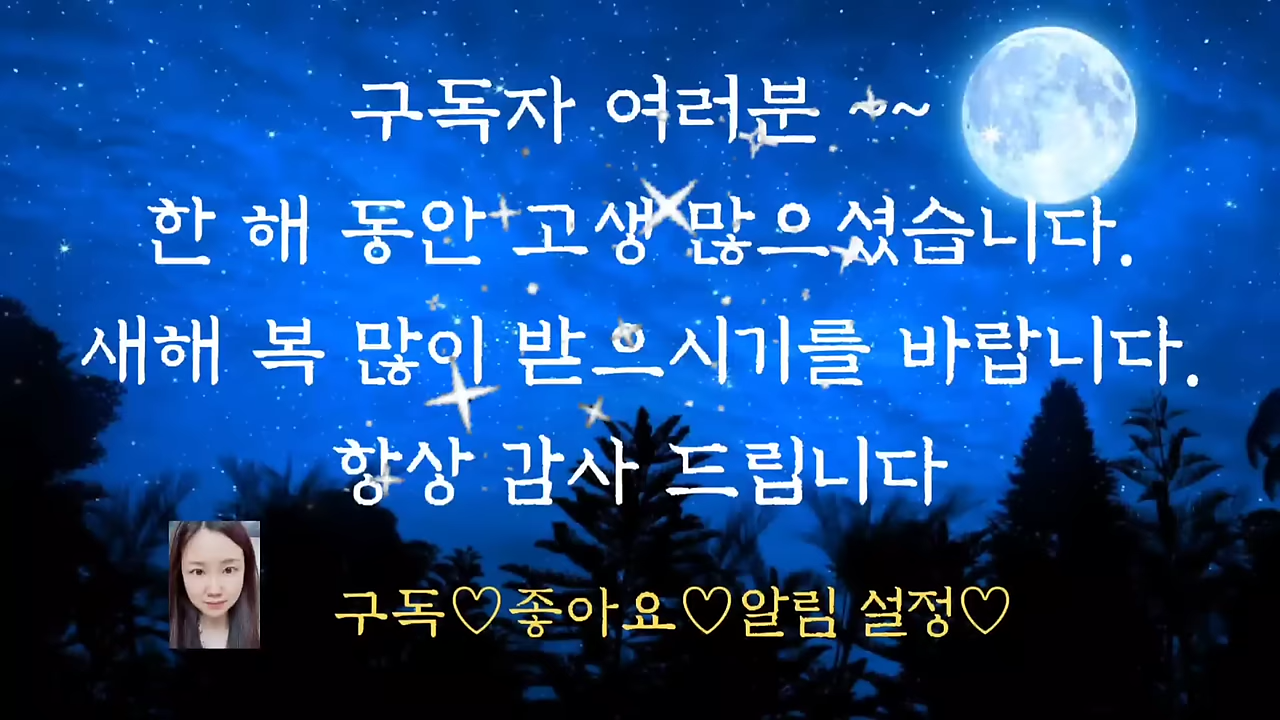 구독자 여러분 ~~
한 해 동안 고생 많으셨습니다.
새해 복 많이 받으시기를 바랍니다.
항상 감사 드립니다
구독♡좋아요♡알림 설정♡